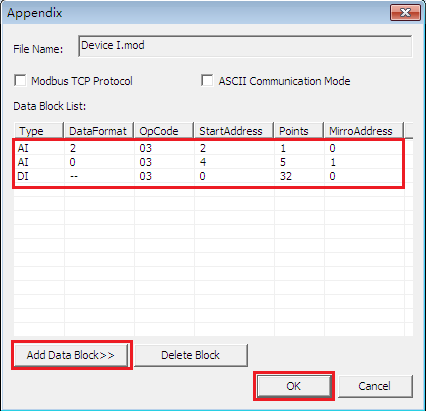 Appendix
File Name: Device I.mod
Modbus TCP Protocol ASCII Communication Mode
Data Block List:
Type DataFormat OpCode StartAddress Points MirroAddress
AI 2 03 2 1 0
AI 0 03 4 5 1
DI -- 03 0 32 0
Add Data Block>> Delete Block
OK Cancel